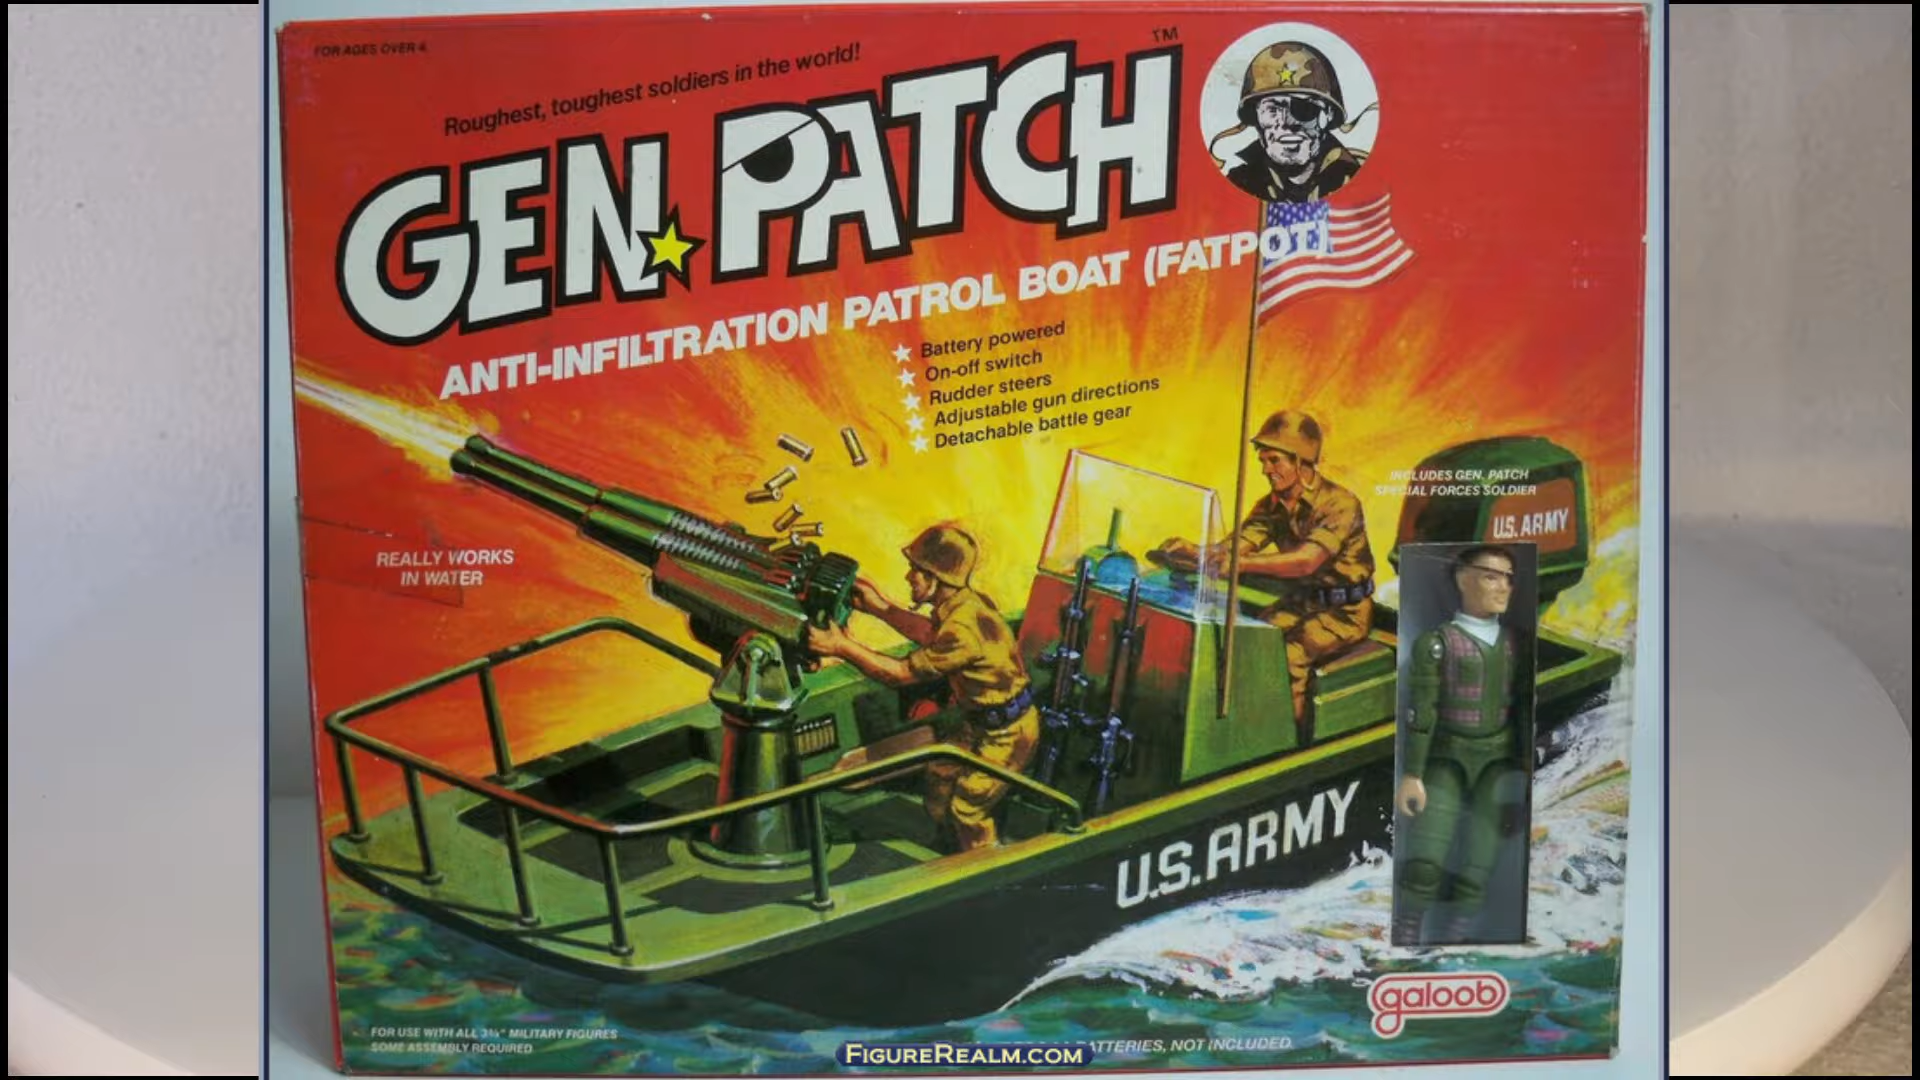 FOR AGES OVER 4.
Roughest, toughest soldiers in the world!
GEN. PATCH™
ANTI-INFILTRATION PATROL BOAT (FATPOT)
Battery powered
On-off switch
Rudder steers
Adjustable gun directions
Detachable battle gear
INCLUDES GEN. PATCH
SPECIAL FORCES SOLDIER
U.S. ARMY
REALLY WORKS
IN WATER
U.S. ARMY
galoob
FOR USE WITH ALL 3¾" MILITARY FIGURES
SOME ASSEMBLY REQUIRED
BATTERIES, NOT INCLUDED.
FIGUREREALM.COM